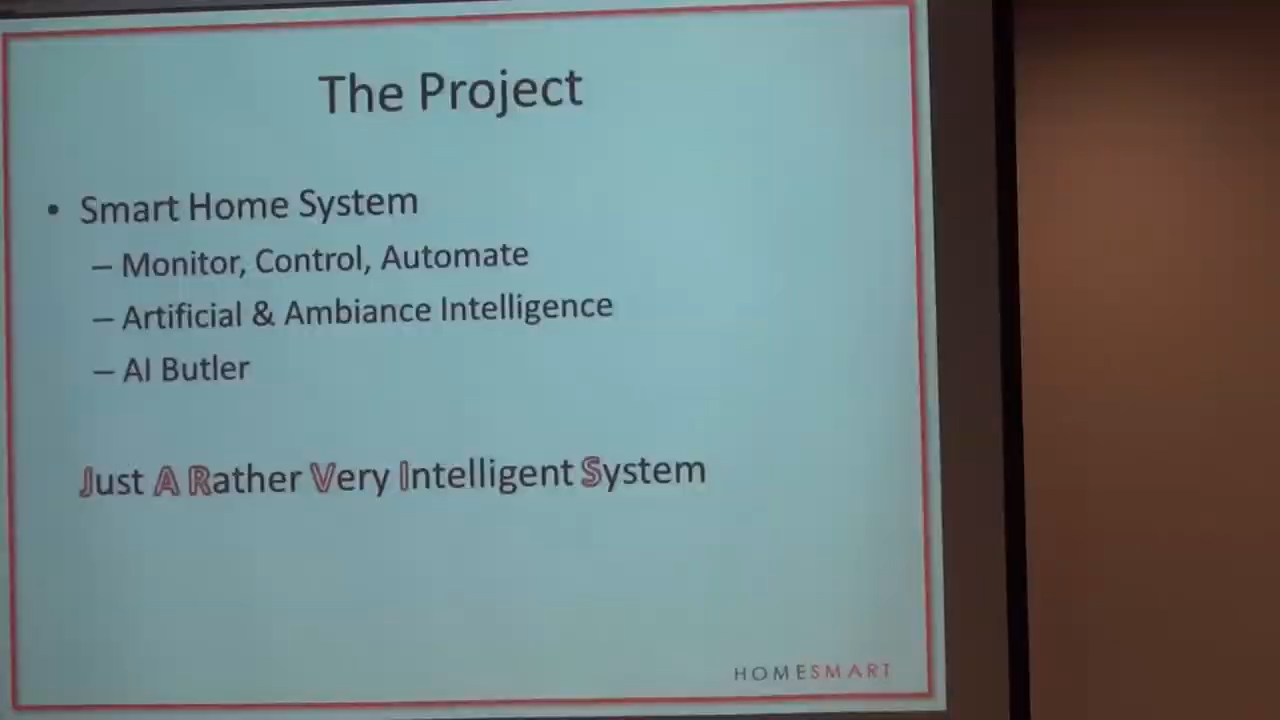 The Project
• Smart Home System
– Monitor, Control, Automate
– Artificial & Ambiance Intelligence
– AI Butler
Just A Rather Very Intelligent System
HOMESMART